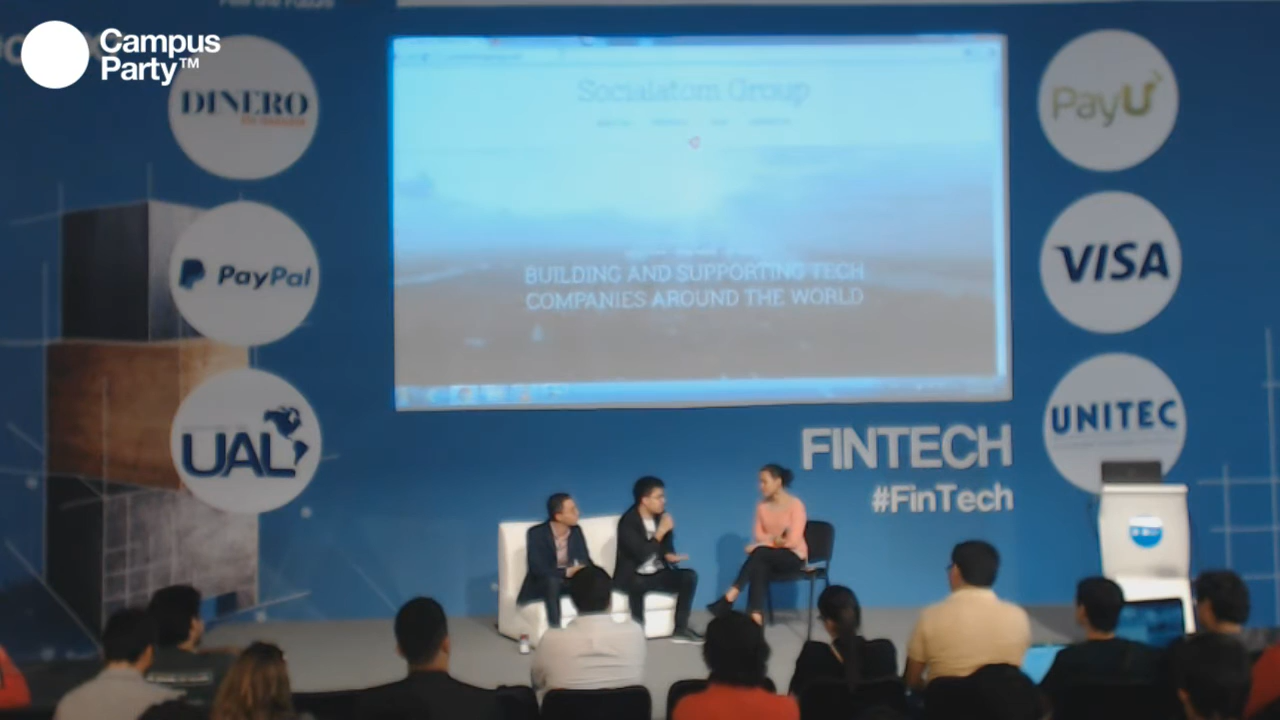 Campus
Party™
DINERO
PayPal
UAL
Socialatom Group
BUILDING AND SUPPORTING TECH
COMPANIES AROUND THE WORLD
PayU
VISA
UNITEC
FINTECH
#FinTech